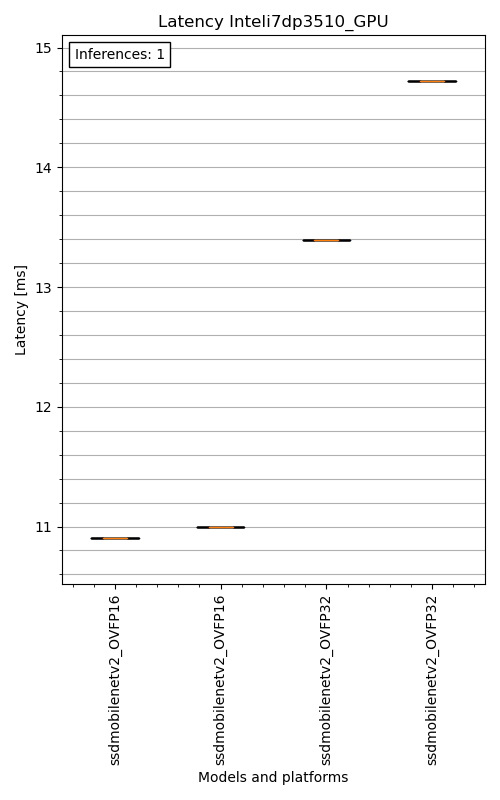 Latency Inteli7dp3510_GPU
Inferences: 1
15
14
13
12
11
Latency [ms]
ssdmobilenetv2_OVFP16
ssdmobilenetv2_OVFP16
ssdmobilenetv2_OVFP32
ssdmobilenetv2_OVFP32
Models and platforms